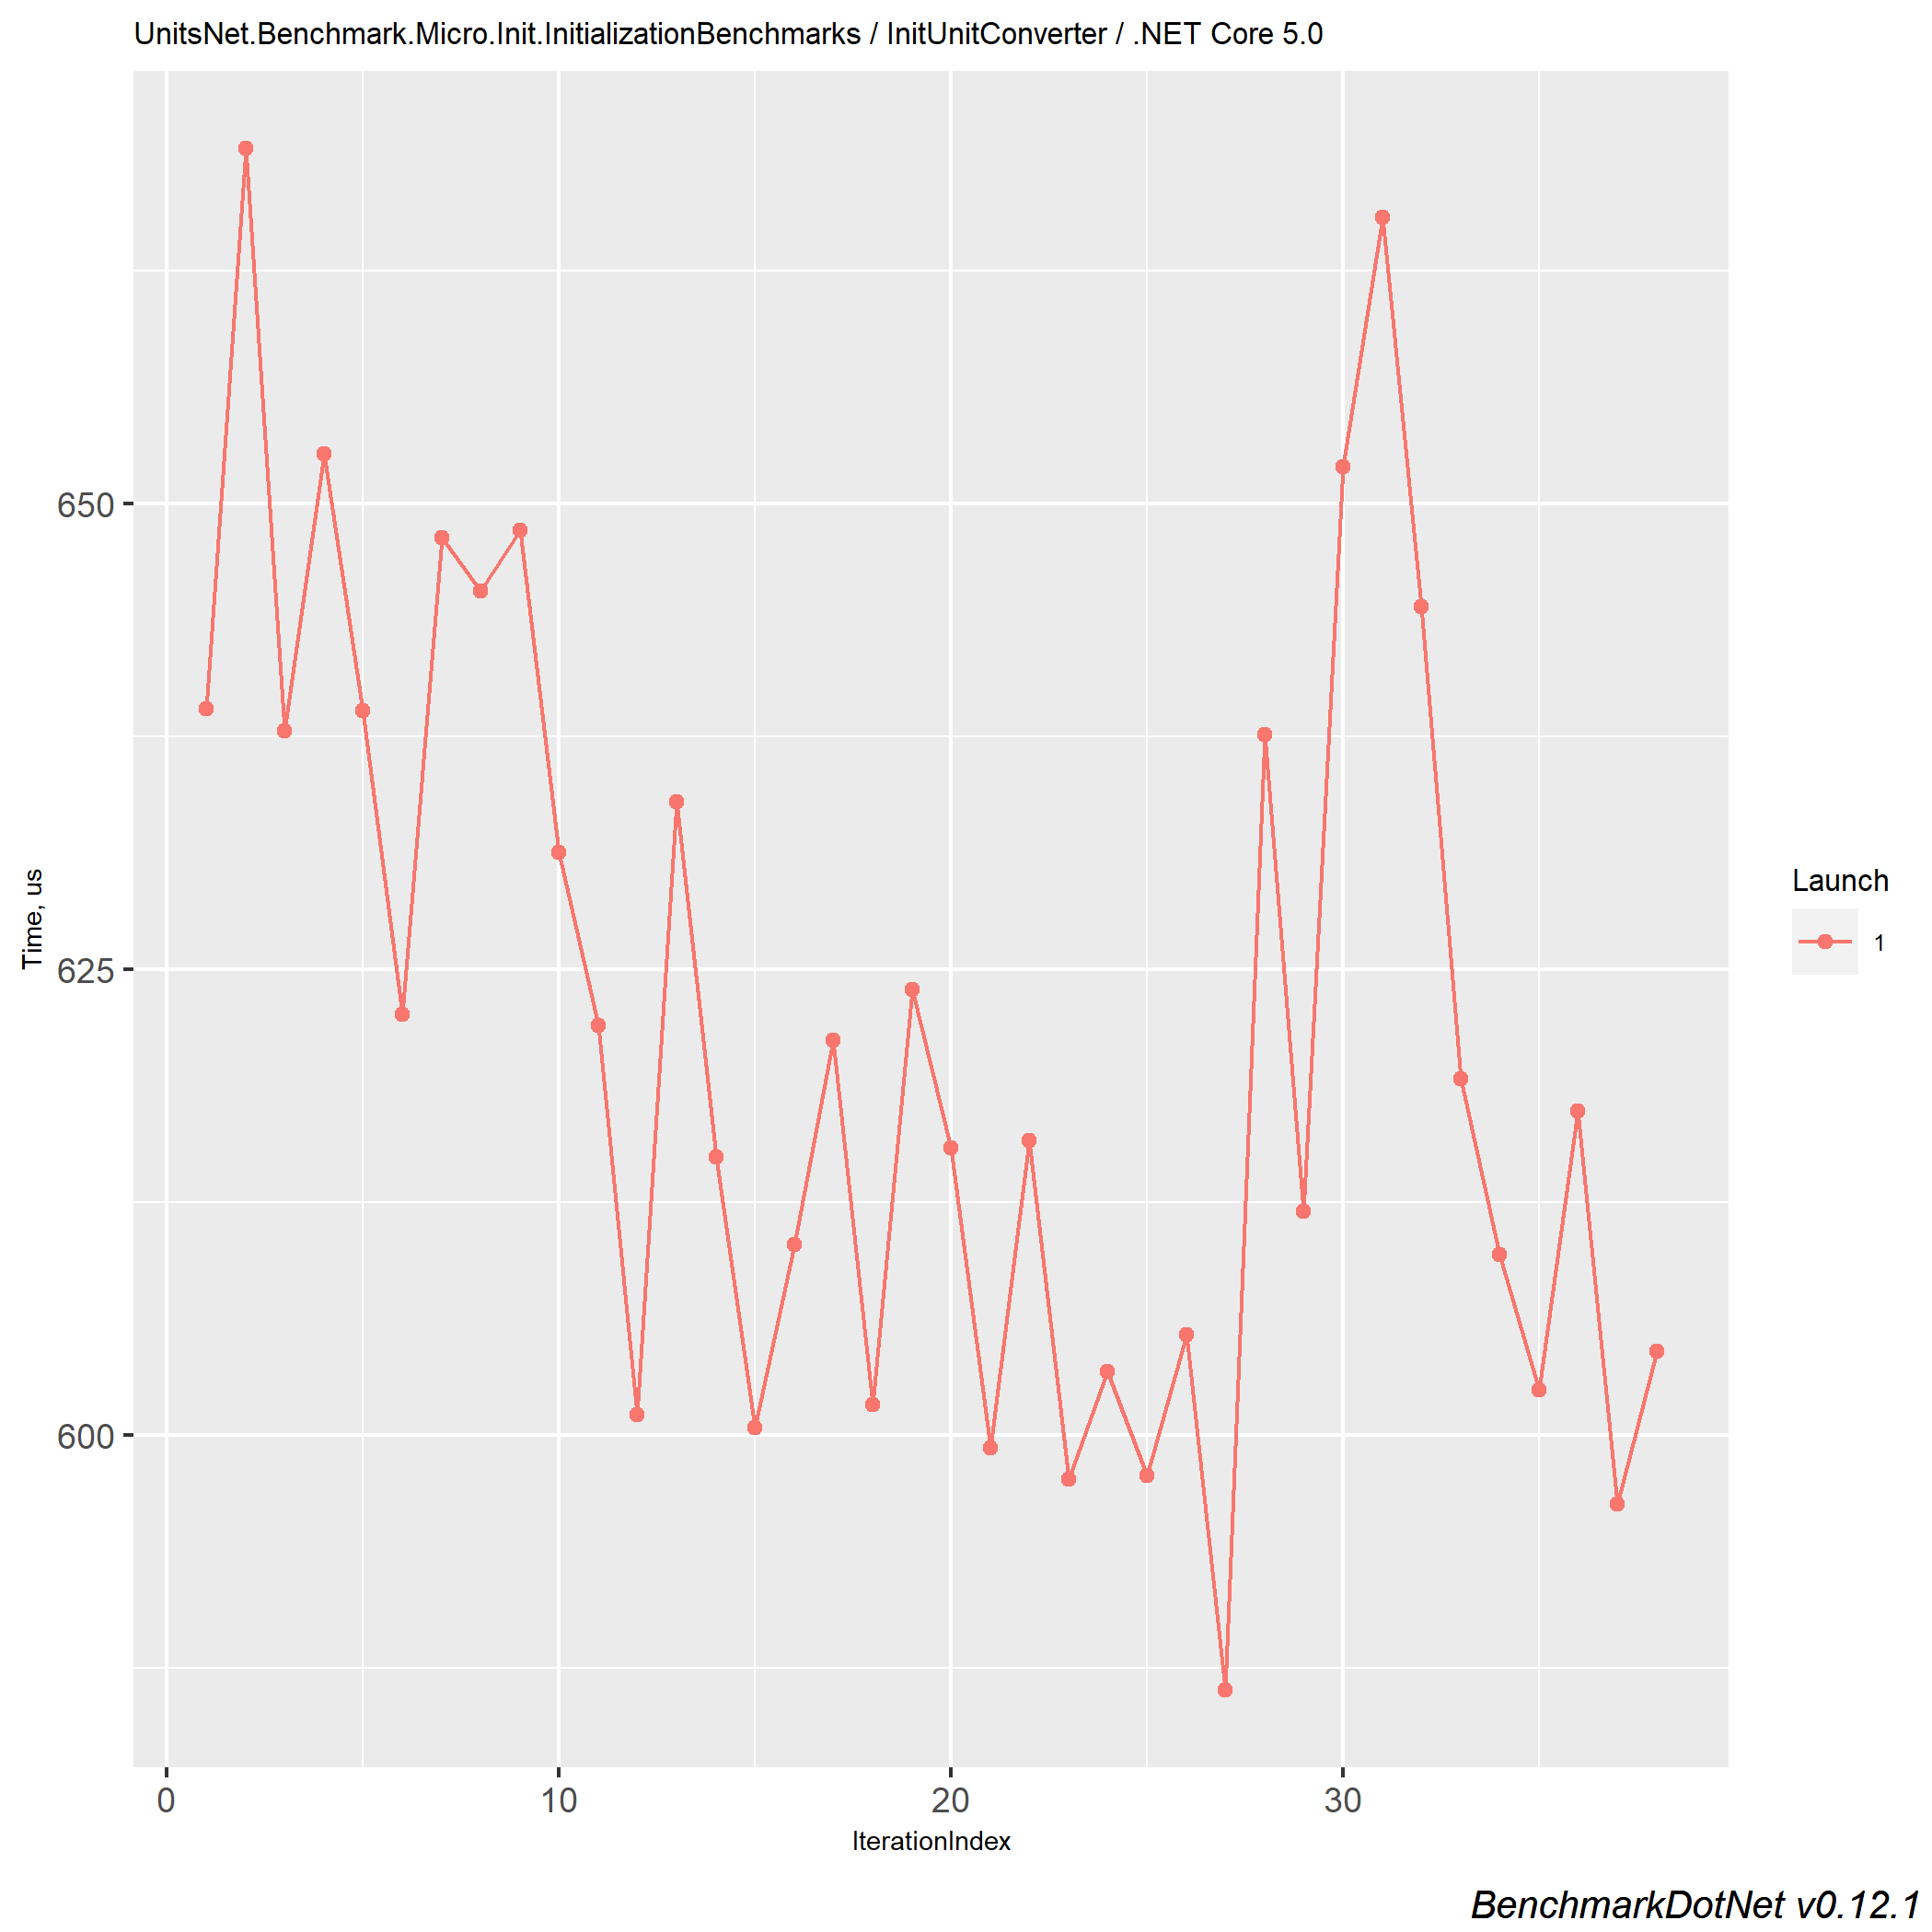 UnitsNet.Benchmark.Micro.Init.InitializationBenchmarks / InitUnitConverter / .NET Core 5.0
Time, us
650
625
600
0 10 20 30
IterationIndex
Launch
1
BenchmarkDotNet v0.12.1